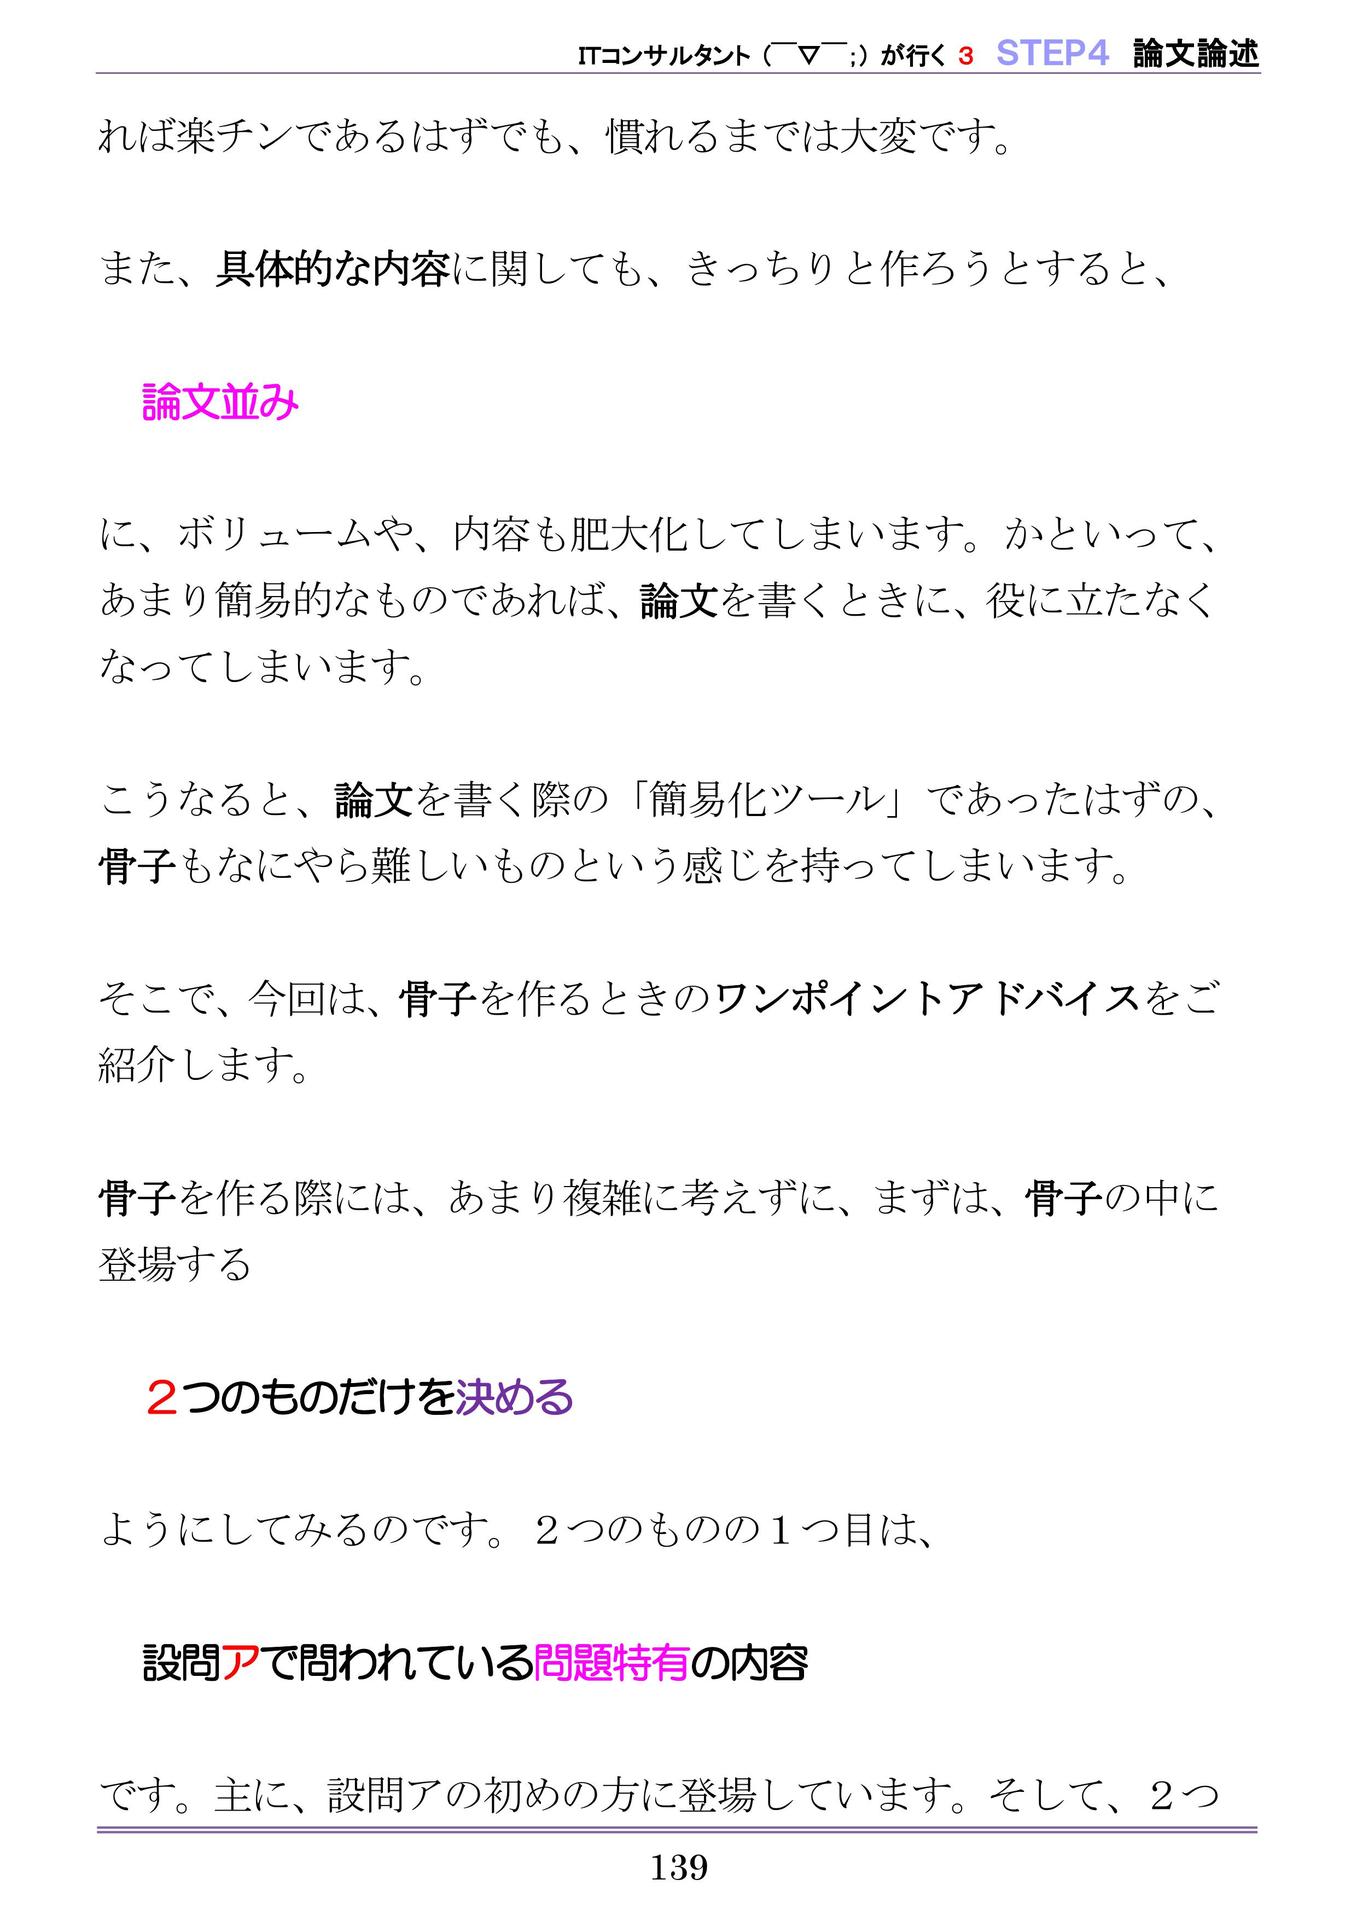 ITコンサルタント（￣▽￣;）が行く 3 STEP4 論文論述
れば楽チンであるはずでも、慣れるまでは大変です。
また、具体的な内容に関しても、きっちりと作ろうとすると、
論文並み
に、ボリュームや、内容も肥大化してしまいます。かといって、
あまり簡易的なものであれば、論文を書くときに、役に立たなく
なってしまいます。
こうなると、論文を書く際の「簡易化ツール」であったはずの、
骨子もなにやら難しいものという感じを持ってしまいます。
そこで、今回は、骨子を作るときのワンポイントアドバイスをご
紹介します。
骨子を作る際には、あまり複雑に考えずに、まずは、骨子の中に
登場する
２つのものだけを決める
ようにしてみるのです。２つのものの１つ目は、
設問アで問われている問題特有の内容
です。主に、設問アの初めの方に登場しています。そして、２つ
139